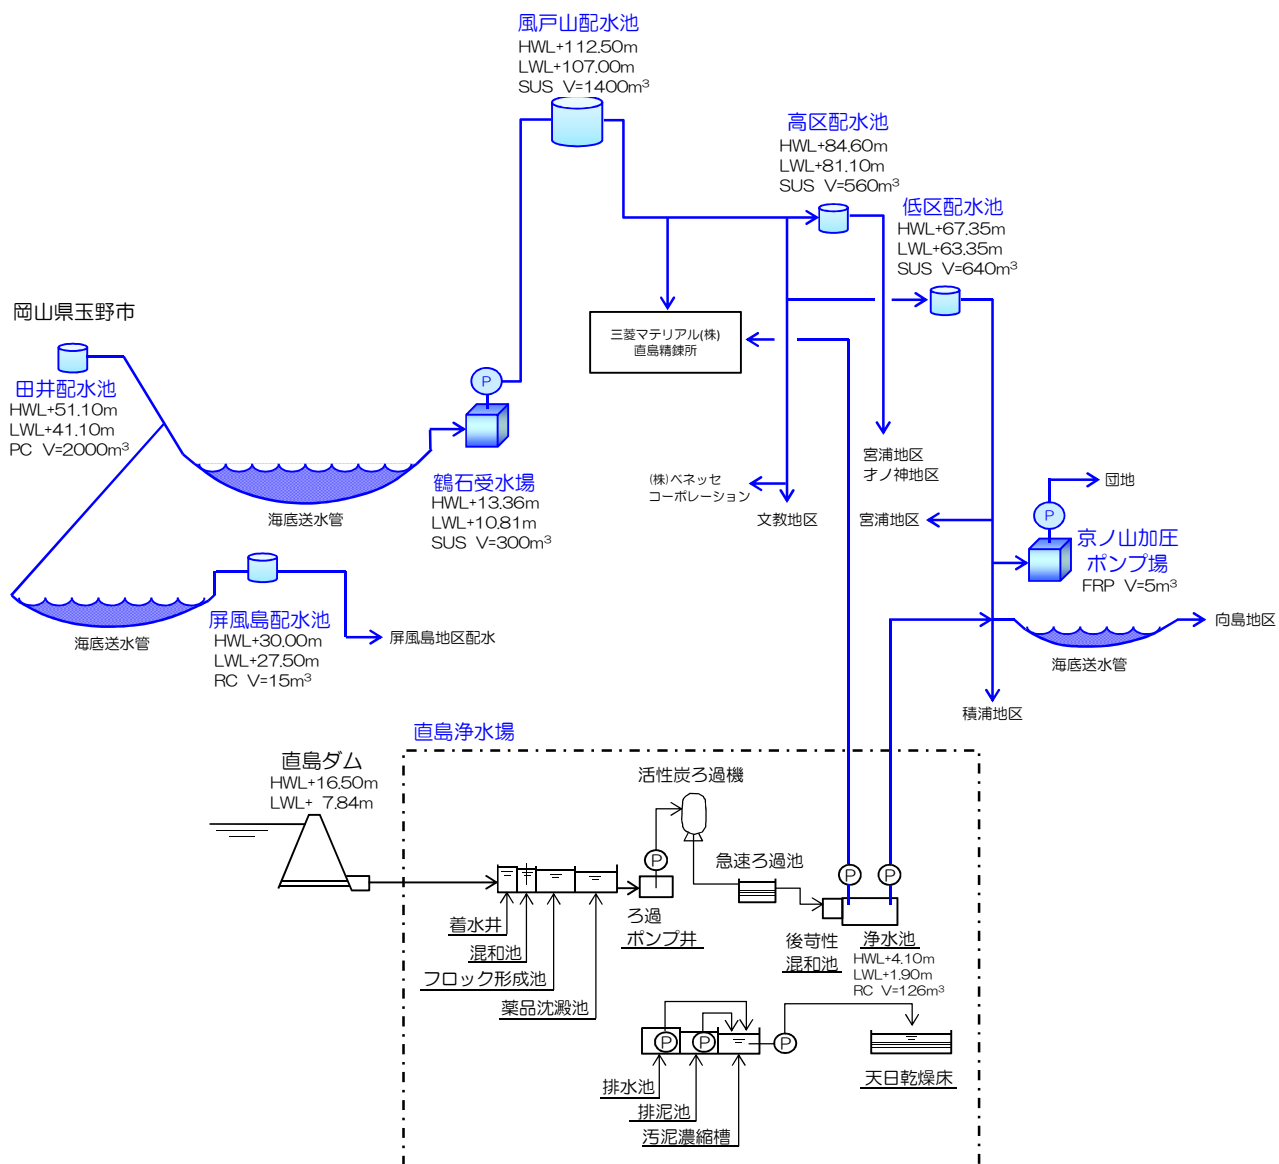 風戸山配水池
HWL+112.50m
LWL+107.00m
SUS V=1400m³
高区配水池
HWL+84.60m
LWL+81.10m
SUS V=560m³
低区配水池
HWL+67.35m
LWL+63.35m
SUS V=640m³
岡山県玉野市
田井配水池
HWL+51.10m
LWL+41.10m
PC V=2000m³
三菱マテリアル(株)
直島精錬所
P
鶴石受水場
HWL+13.36m
LWL+10.81m
SUS V=300m³
海底送水管
宮浦地区
才ノ神地区
(株)ベネッセ
コーポレーション
文教地区
宮浦地区
団地
P
京ノ山加圧
ポンプ場
FRP V=5m³
海底送水管
屏風島配水池
HWL+30.00m
LWL+27.50m
RC V=15m³
屏風島地区配水
向島地区
海底送水管
積浦地区
直島浄水場
直島ダム
HWL+16.50m
LWL+ 7.84m
活性炭ろ過機
P
急速ろ過池
P
P
着水井
混和池
フロック形成池
薬品沈澱池
ろ過
ポンプ井
後苛性
混和池
浄水池
HWL+4.10m
LWL+1.90m
RC V=126m³
P
P
P
排水池
排泥池
汚泥濃縮槽
天日乾燥床